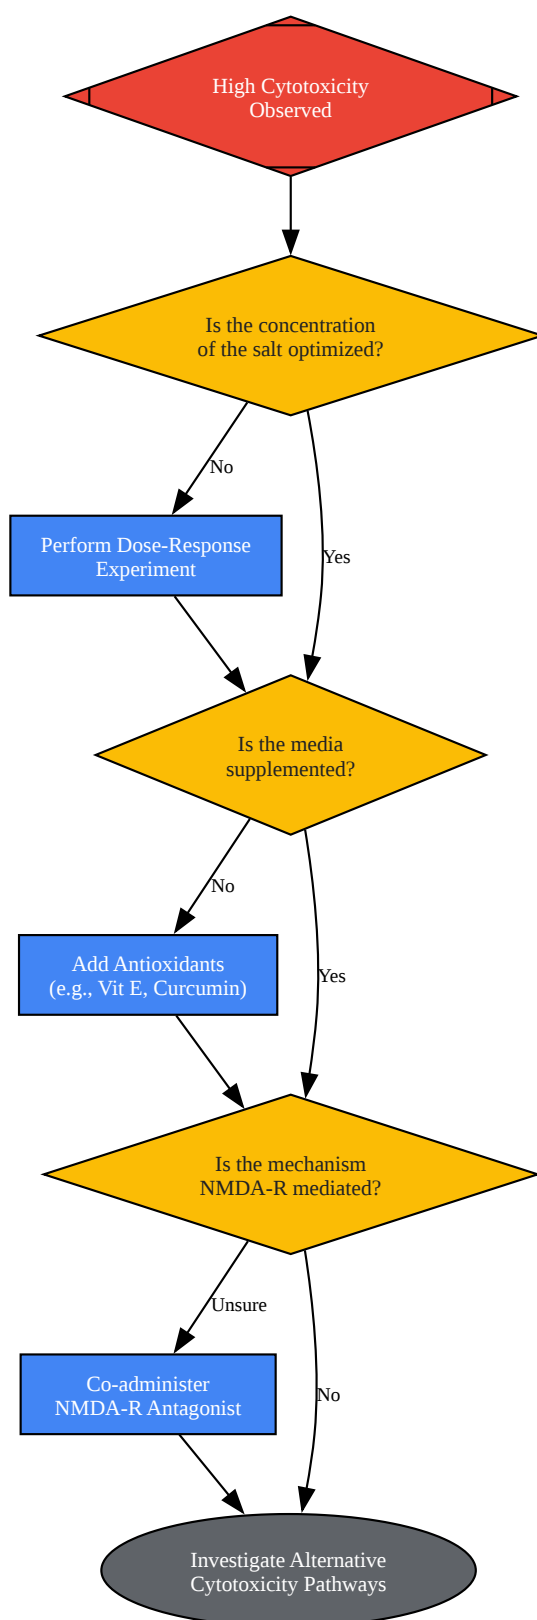 High Cytotoxicity
Observed
Is the concentration
of the salt optimized?
No
Perform Dose-Response
Experiment
Yes
Is the media
supplemented?
No
Add Antioxidants
(e.g., Vit E, Curcumin)
Yes
Is the mechanism
NMDA-R mediated?
Unsure
Co-administer
NMDA-R Antagonist
No
Investigate Alternative
Cytotoxicity Pathways